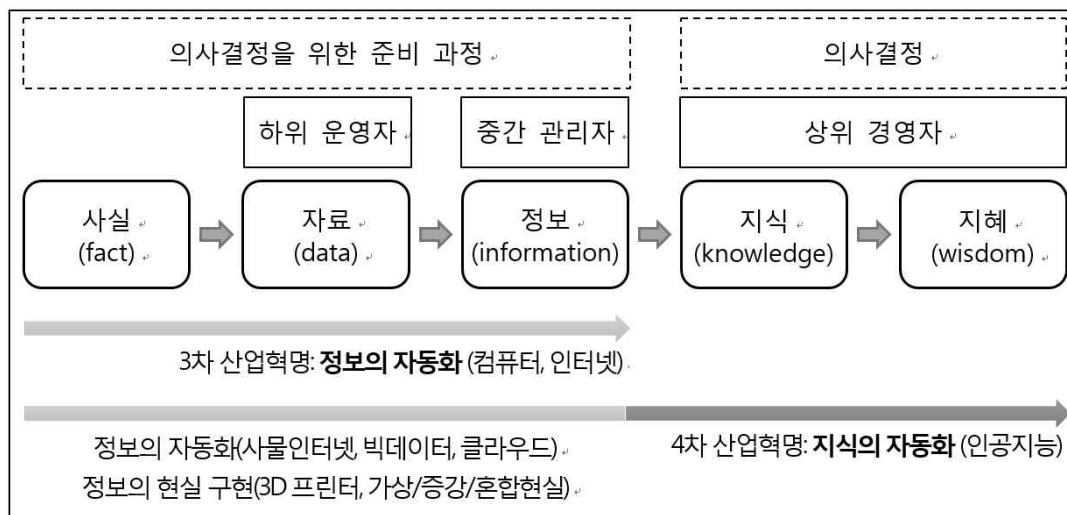 의사결정을 위한 준비 과정
의사결정
하위 운영자
중간 관리자
상위 경영자
사실
(fact)
자료
(data)
정보
(information)
지식
(knowledge)
지혜
(wisdom)
3차 산업혁명: 정보의 자동화 (컴퓨터, 인터넷)
정보의 자동화(사물인터넷, 빅데이터, 클라우드)
정보의 현실 구현(3D 프린터, 가상/증강/혼합현실)
4차 산업혁명: 지식의 자동화 (인공지능)